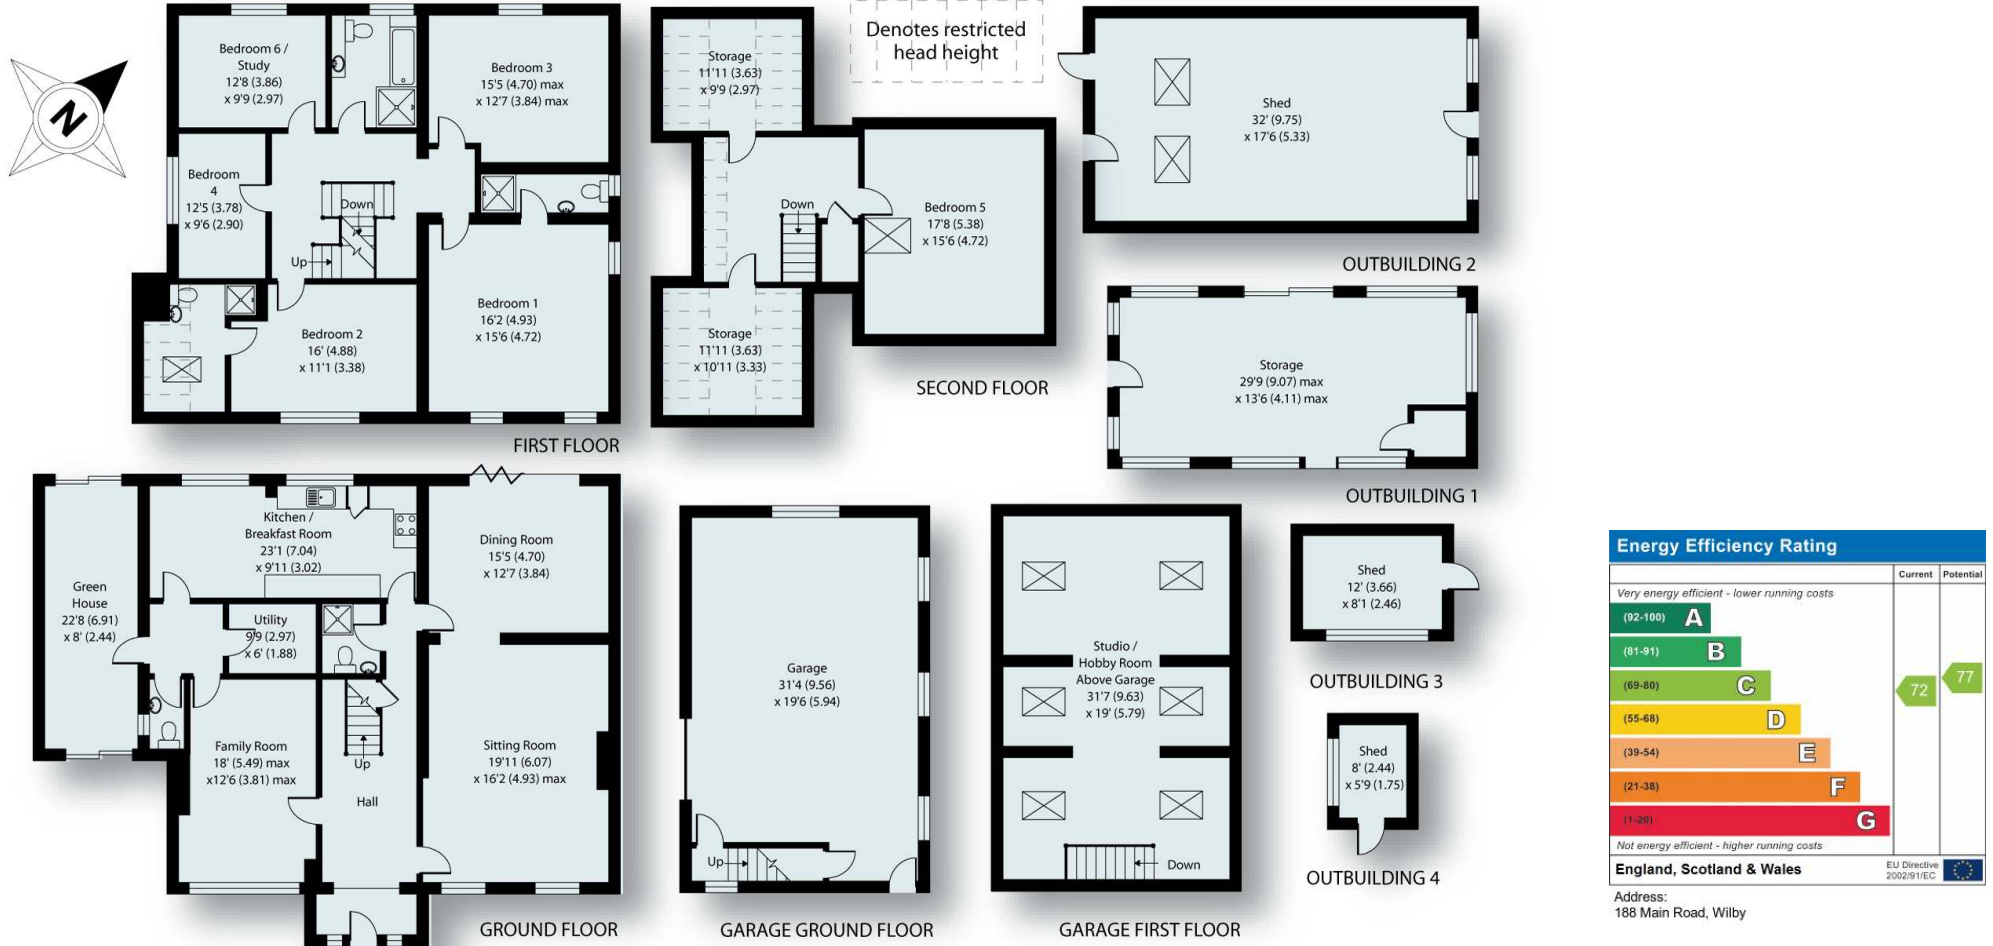 N
Bedroom 6 /
Study
12'8 (3.86)
x 9'9 (2.97)
Bedroom 3
15'5 (4.70) max
x 12'7 (3.84) max
Bedroom
4
12'5 (3.78)
x 9'6 (2.90)
Down
Up
Bedroom 2
16' (4.88)
x 11'1 (3.38)
Bedroom 1
16'2 (4.93)
x 15'6 (4.72)
FIRST FLOOR
Storage
11'11 (3.63)
x 9'9 (2.97)
Down
Bedroom 5
17'8 (5.38)
x 15'6 (4.72)
Storage
11'11 (3.63)
x 10'11 (3.33)
SECOND FLOOR
Denotes restricted
head height
Shed
32' (9.75)
x 17'6 (5.33)
OUTBUILDING 2
Storage
29'9 (9.07) max
x 13'6 (4.11) max
OUTBUILDING 1
Green
House
22'8 (6.91)
x 8' (2.44)
Kitchen /
Breakfast Room
23'1 (7.04)
x 9'11 (3.02)
Dining Room
15'5 (4.70)
x 12'7 (3.84)
Utility
9'9 (2.97)
x 6' (1.88)
Family Room
18' (5.49) max
x12'6 (3.81) max
Up
Hall
Sitting Room
19'11 (6.07)
x 16'2 (4.93) max
GROUND FLOOR
Garage
31'4 (9.56)
x 19'6 (5.94)
Up
GARAGE GROUND FLOOR
Studio /
Hobby Room
Above Garage
31'7 (9.63)
x 19' (5.79)
Down
GARAGE FIRST FLOOR
Shed
12' (3.66)
x 8'1 (2.46)
OUTBUILDING 3
Shed
8' (2.44)
x 5'9 (1.75)
OUTBUILDING 4
Energy Efficiency Rating
Current Potential
Very energy efficient - lower running costs
(92-100) A
(81-91) B
(69-80) C
72
77
(55-68) D
(39-54) E
(21-38) F
(1-20) G
Not energy efficient - higher running costs
England, Scotland & Wales
EU Directive
2002/91/EC
Address:
188 Main Road, Wilby